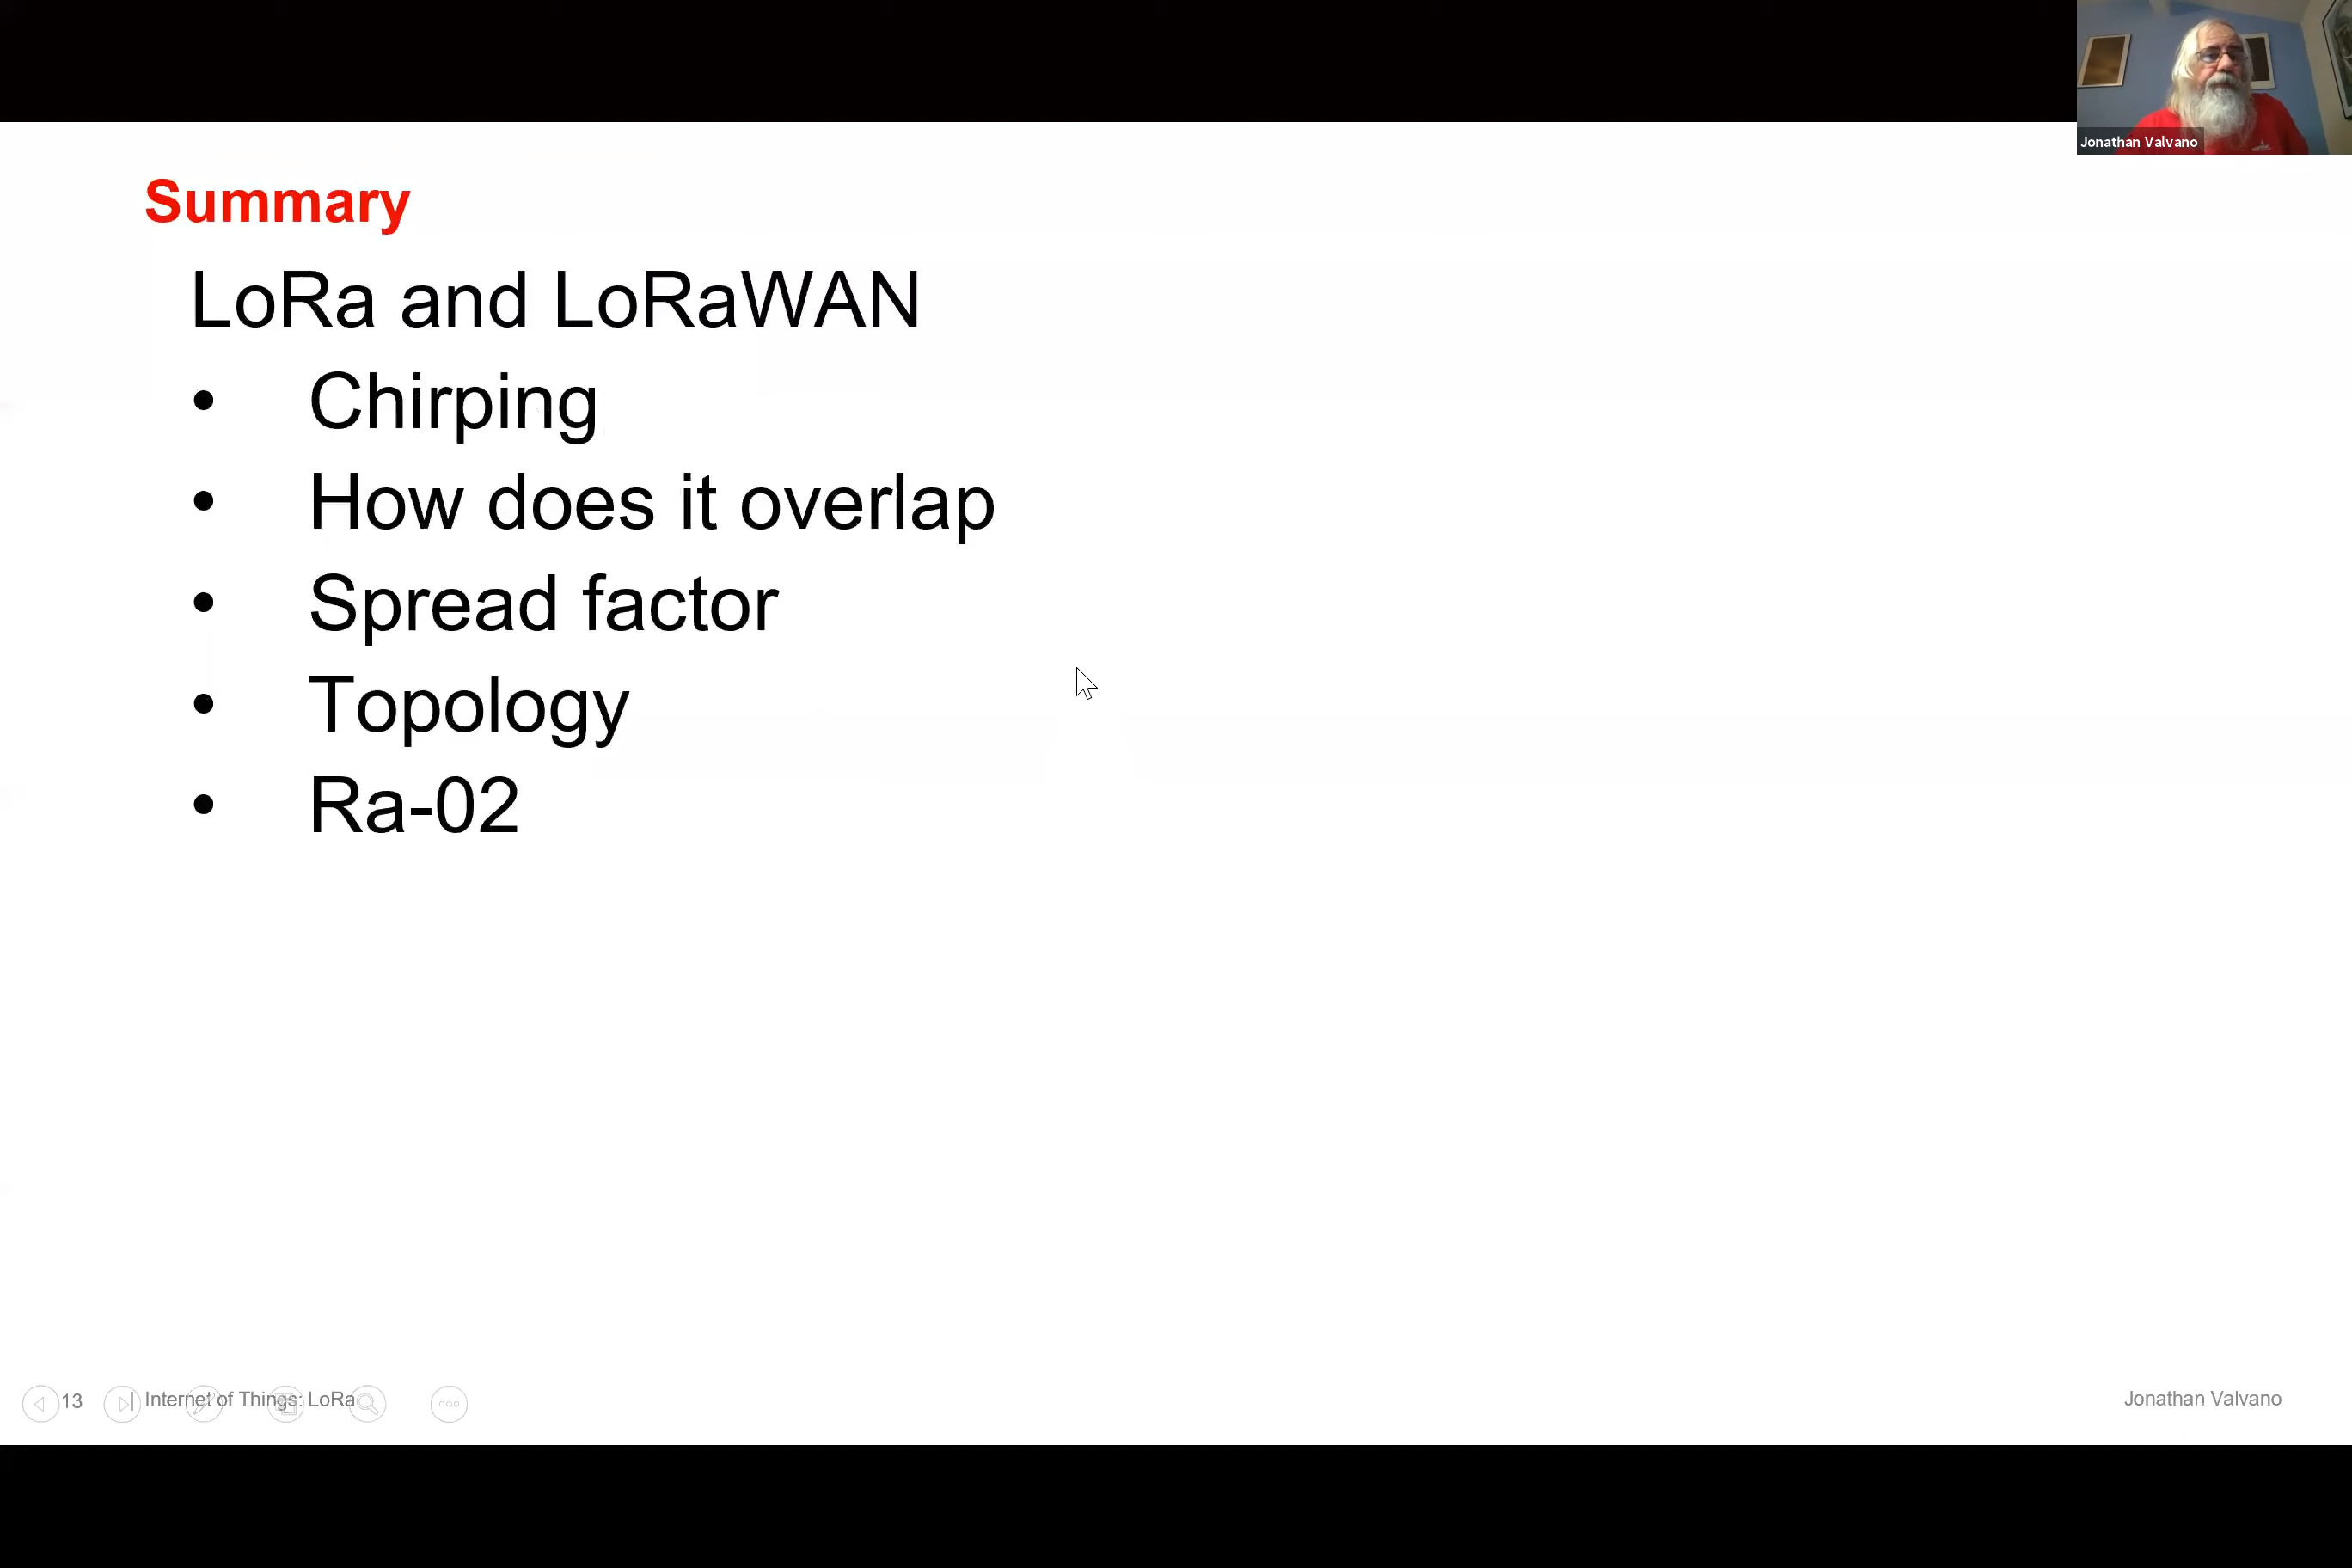 Jonathan Valvano
Summary
LoRa and LoRaWAN
• Chirping
• How does it overlap
• Spread factor
• Topology
• Ra-02
13 | Internet of Things: LoRa
Jonathan Valvano